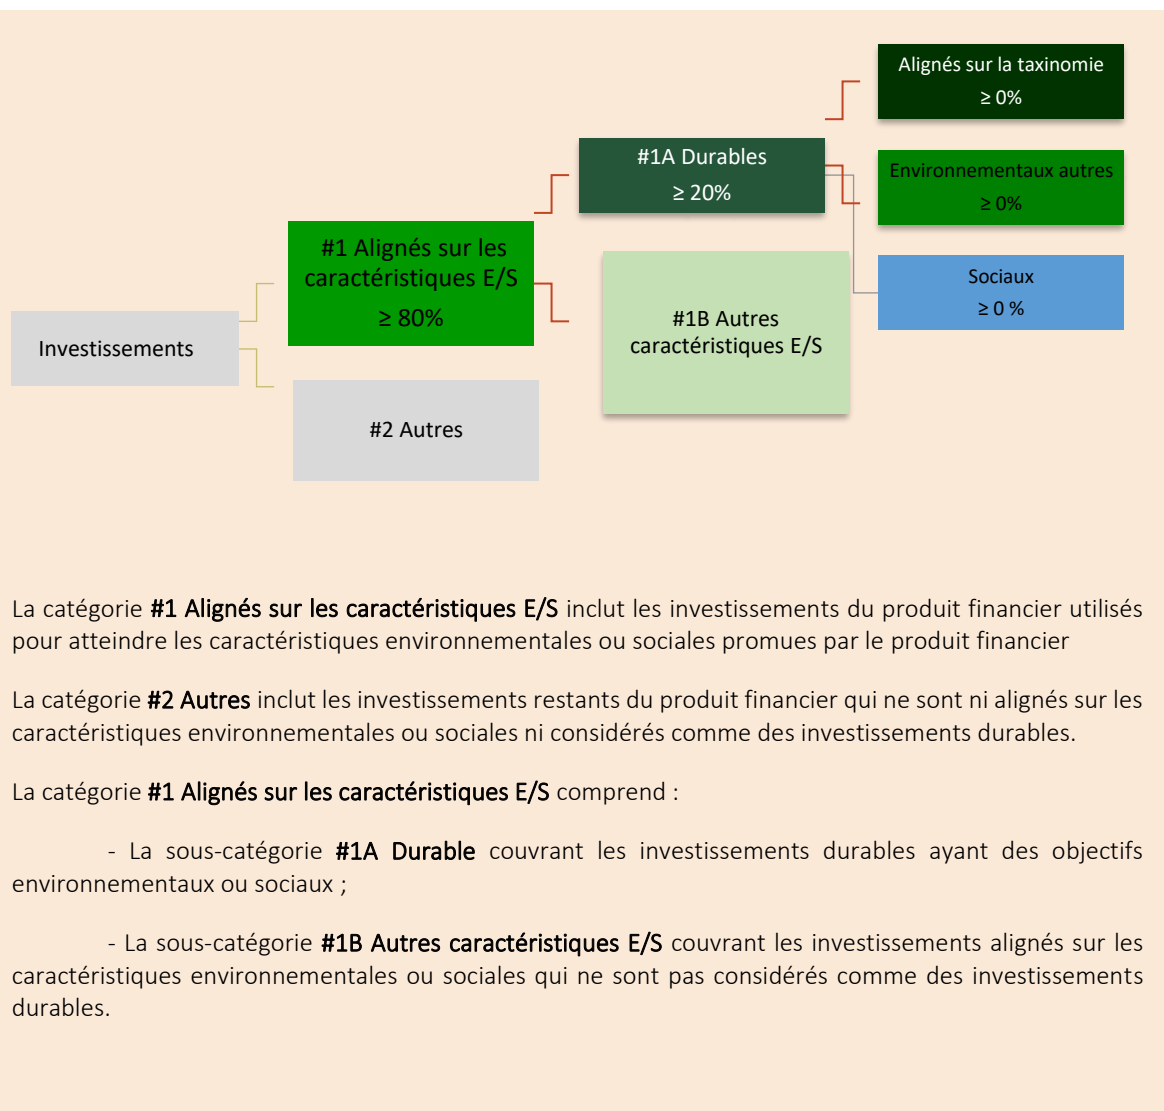 Alignés sur la taxinomie
≥ 0%
#1A Durables
≥ 20%
Environnementaux autres
≥ 0%
#1 Alignés sur les
caractéristiques E/S
≥ 80%
Sociaux
≥ 0 %
Investissements
#1B Autres
caractéristiques E/S
#2 Autres
La catégorie #1 Alignés sur les caractéristiques E/S inclut les investissements du produit financier utilisés
pour atteindre les caractéristiques environnementales ou sociales promues par le produit financier
La catégorie #2 Autres inclut les investissements restants du produit financier qui ne sont ni alignés sur les
caractéristiques environnementales ou sociales ni considérés comme des investissements durables.
La catégorie #1 Alignés sur les caractéristiques E/S comprend :
- La sous-catégorie #1A Durable couvrant les investissements durables ayant des objectifs
environnementaux ou sociaux ;
- La sous-catégorie #1B Autres caractéristiques E/S couvrant les investissements alignés sur les
caractéristiques environnementales ou sociales qui ne sont pas considérés comme des investissements
durables.